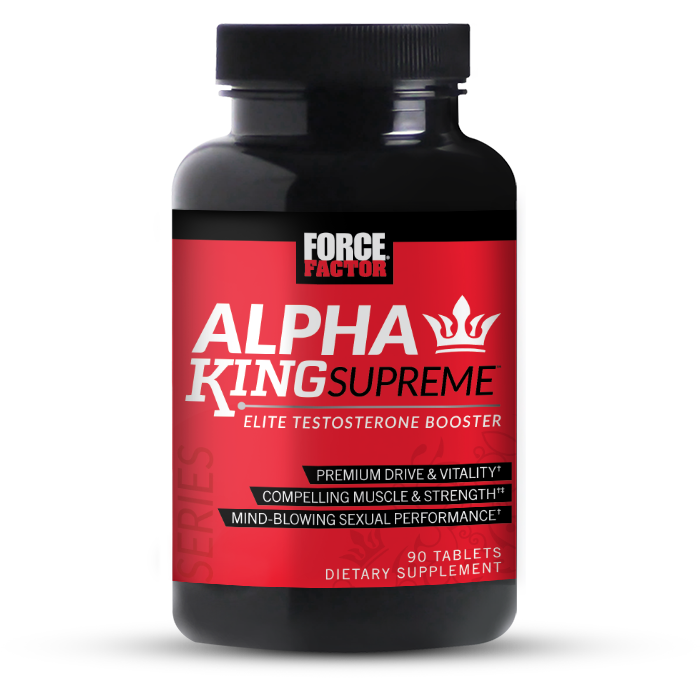 FORCE®
FACTOR
ALPHA
KING SUPREME™
ELITE TESTOSTERONE BOOSTER
SERIES
PREMIUM DRIVE & VITALITY†
COMPELLING MUSCLE & STRENGTH†‡
MIND-BLOWING SEXUAL PERFORMANCE†
90 TABLETS
DIETARY SUPPLEMENT